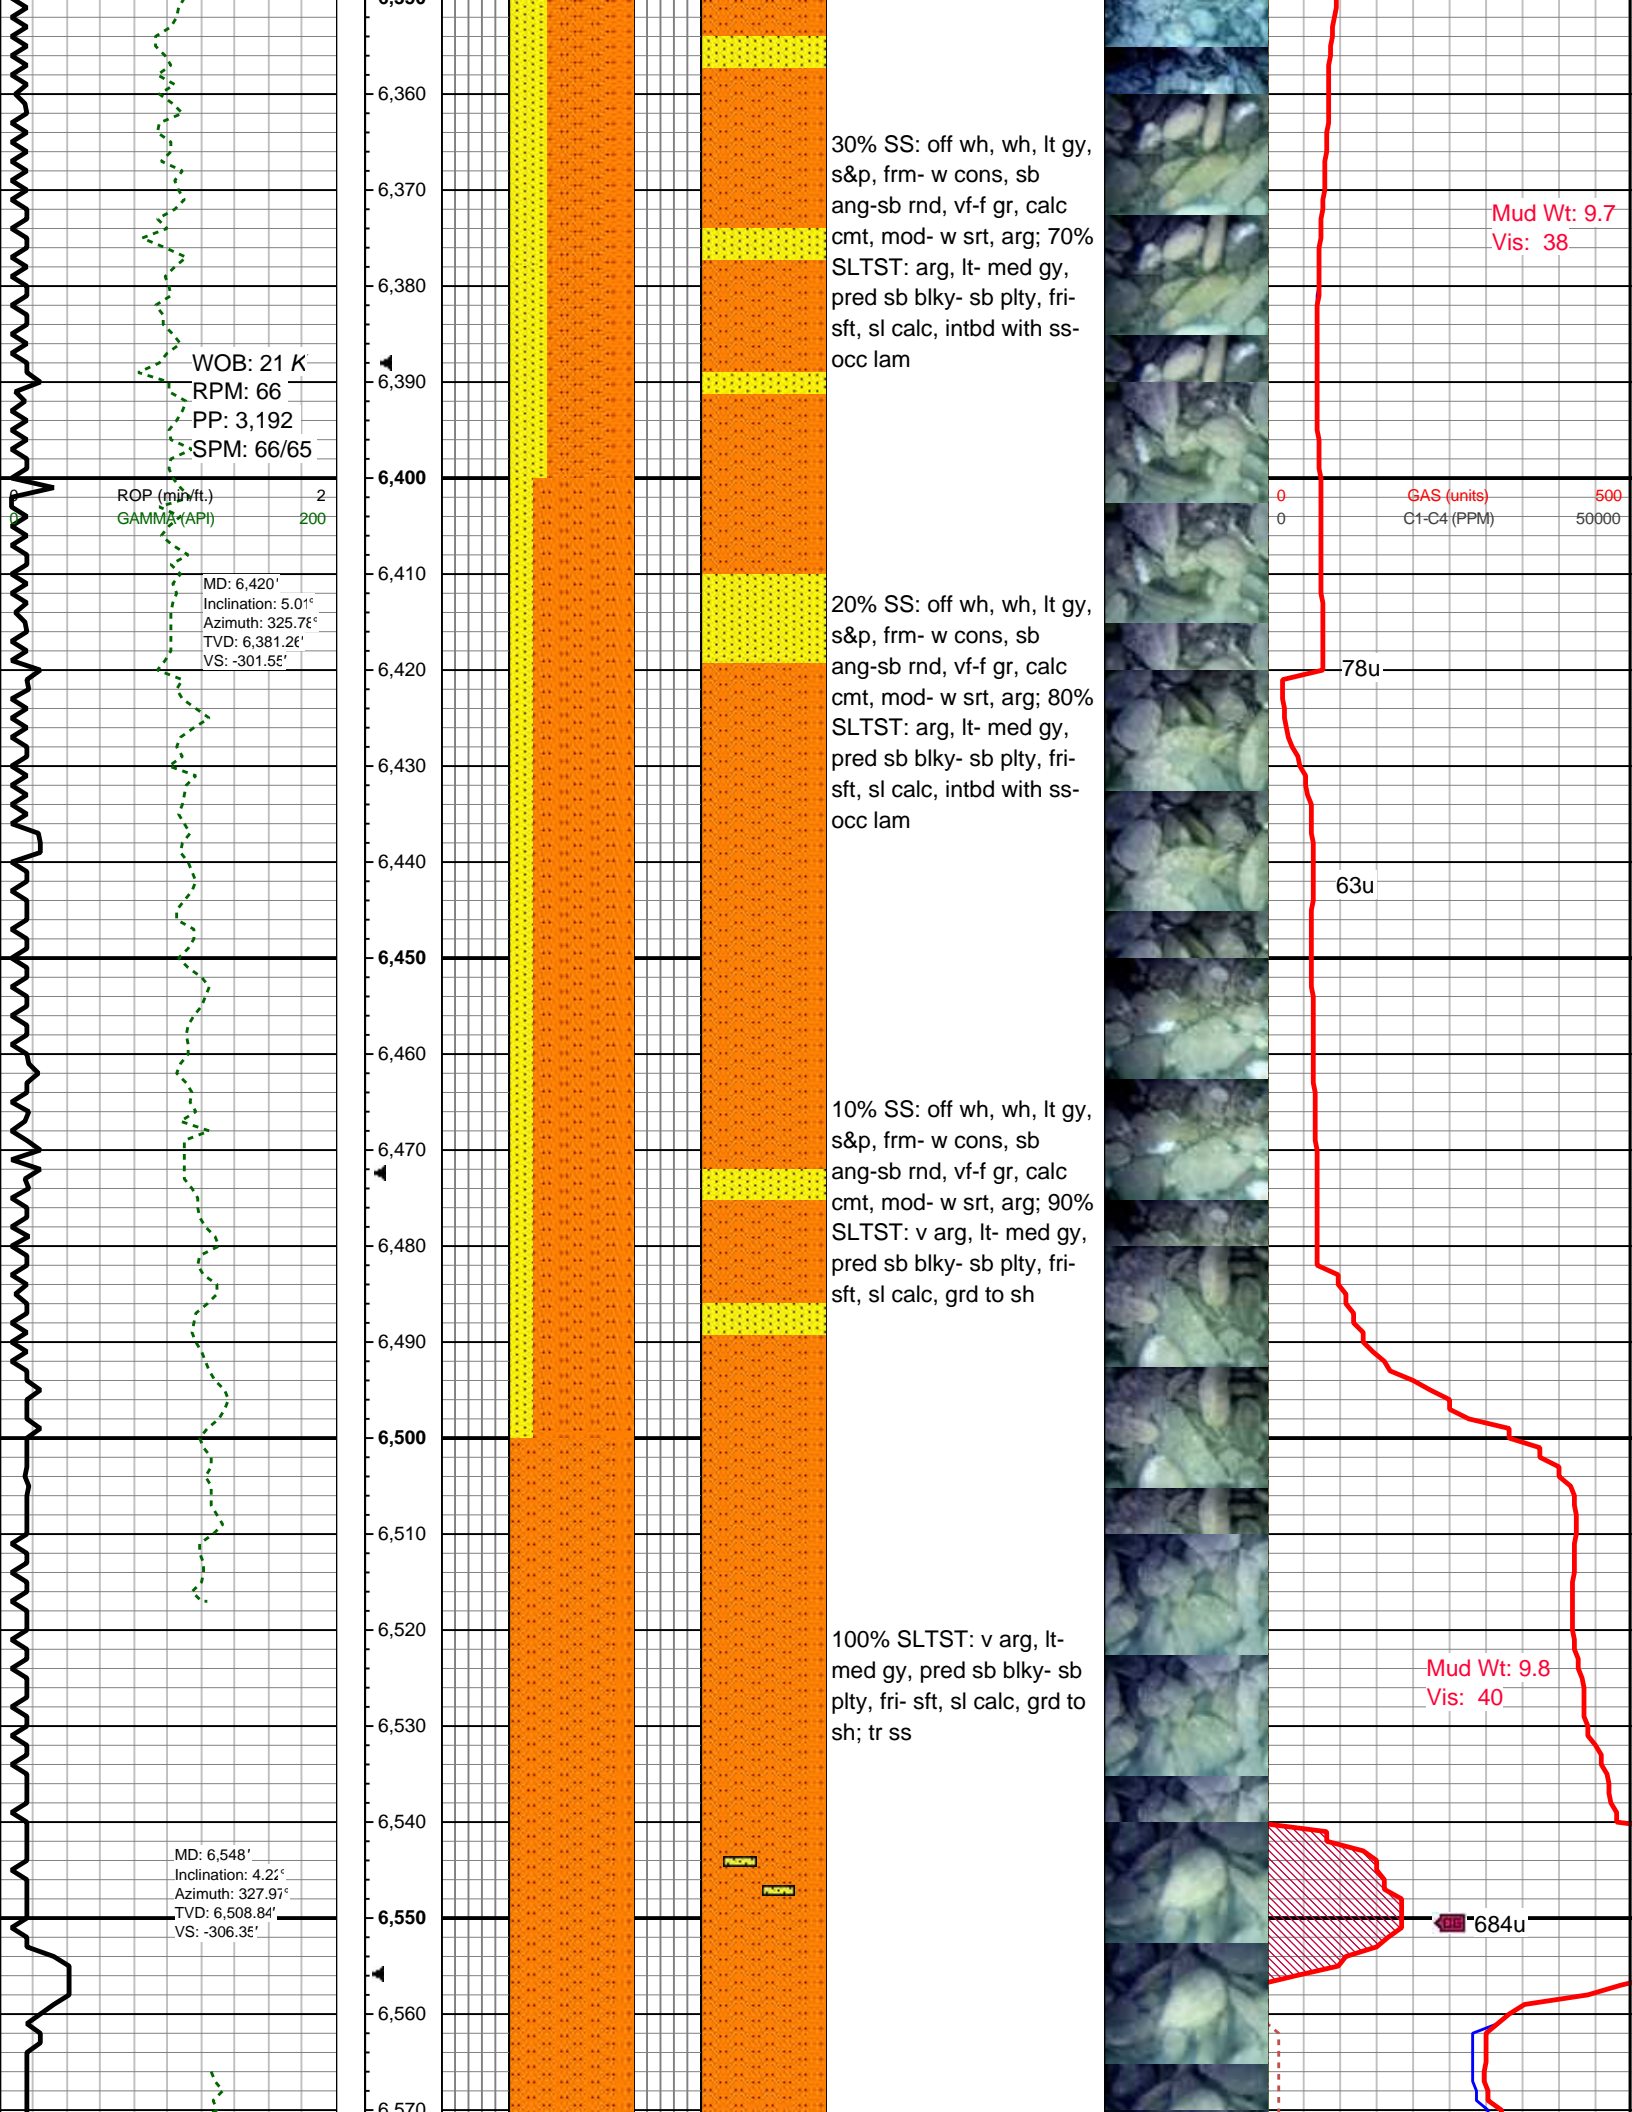 6,360
30% SS: off wh, wh, lt gy,
s&p, frm- w cons, sb
ang-sb rnd, vf-f gr, calc
cmt, mod- w srt, arg; 70%
SLTST: arg, lt- med gy,
pred sb blky- sb plty, fri-
sft, sl calc, intbd with ss-
occ lam
6,370
Mud Wt: 9.7
Vis: 38
6,380
WOB: 21 K
RPM: 66
PP: 3,192
SPM: 66/65
6,390
6,400
0 ROP (min/ft.) 2
0 GAMMA (API) 200
0 GAS (units) 500
0 C1-C4 (PPM) 50000
6,410
MD: 6,420'
Inclination: 5.01°
Azimuth: 325.78°
TVD: 6,381.26'
VS: -301.55'
20% SS: off wh, wh, lt gy,
s&p, frm- w cons, sb
ang-sb rnd, vf-f gr, calc
cmt, mod- w srt, arg; 80%
SLTST: arg, lt- med gy,
pred sb blky- sb plty, fri-
sft, sl calc, intbd with ss-
occ lam
6,420
78u
6,430
6,440
63u
6,450
6,460
10% SS: off wh, wh, lt gy,
s&p, frm- w cons, sb
ang-sb rnd, vf-f gr, calc
cmt, mod- w srt, arg; 90%
SLTST: v arg, lt- med gy,
pred sb blky- sb plty, fri-
sft, sl calc, grd to sh
6,470
6,480
6,490
6,500
6,510
6,520
100% SLTST: v arg, lt-
med gy, pred sb blky- sb
plty, fri- sft, sl calc, grd to
sh; tr ss
Mud Wt: 9.8
Vis: 40
6,530
6,540
MD: 6,548'
Inclination: 4.22°
Azimuth: 327.97°
TVD: 6,508.84'
VS: -306.35'
6,550
684u
6,560
6,570